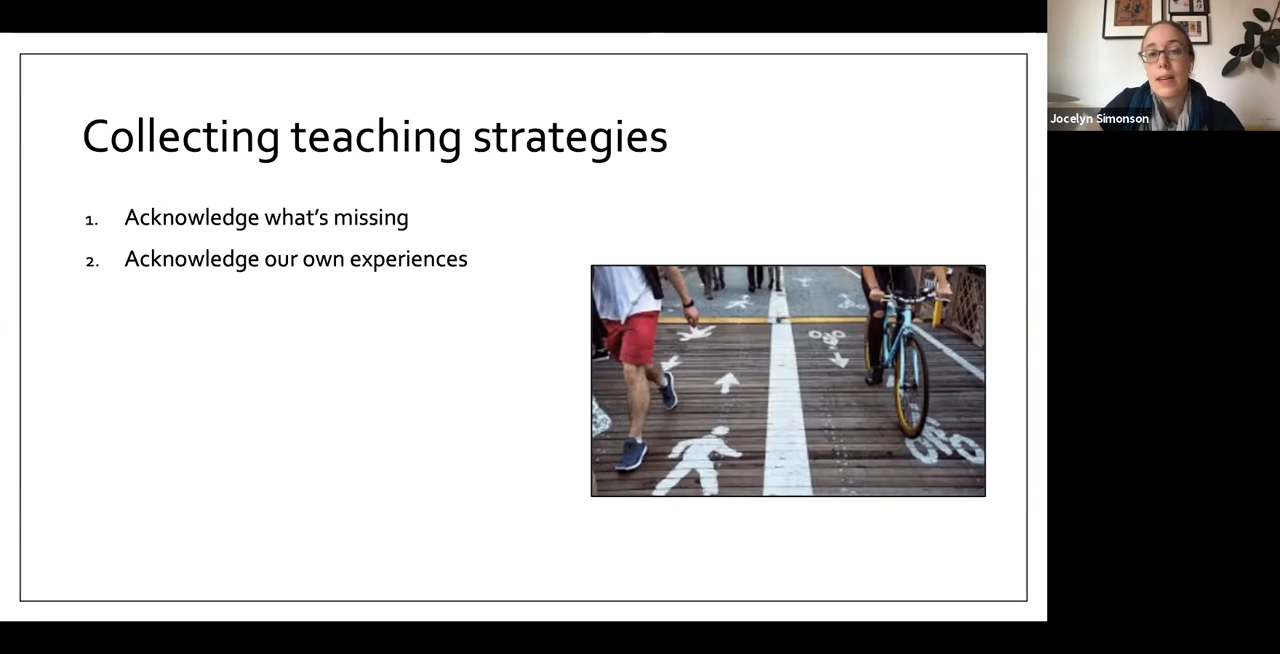 Collecting teaching strategies
1. Acknowledge what's missing
2. Acknowledge our own experiences
Jocelyn Simonson